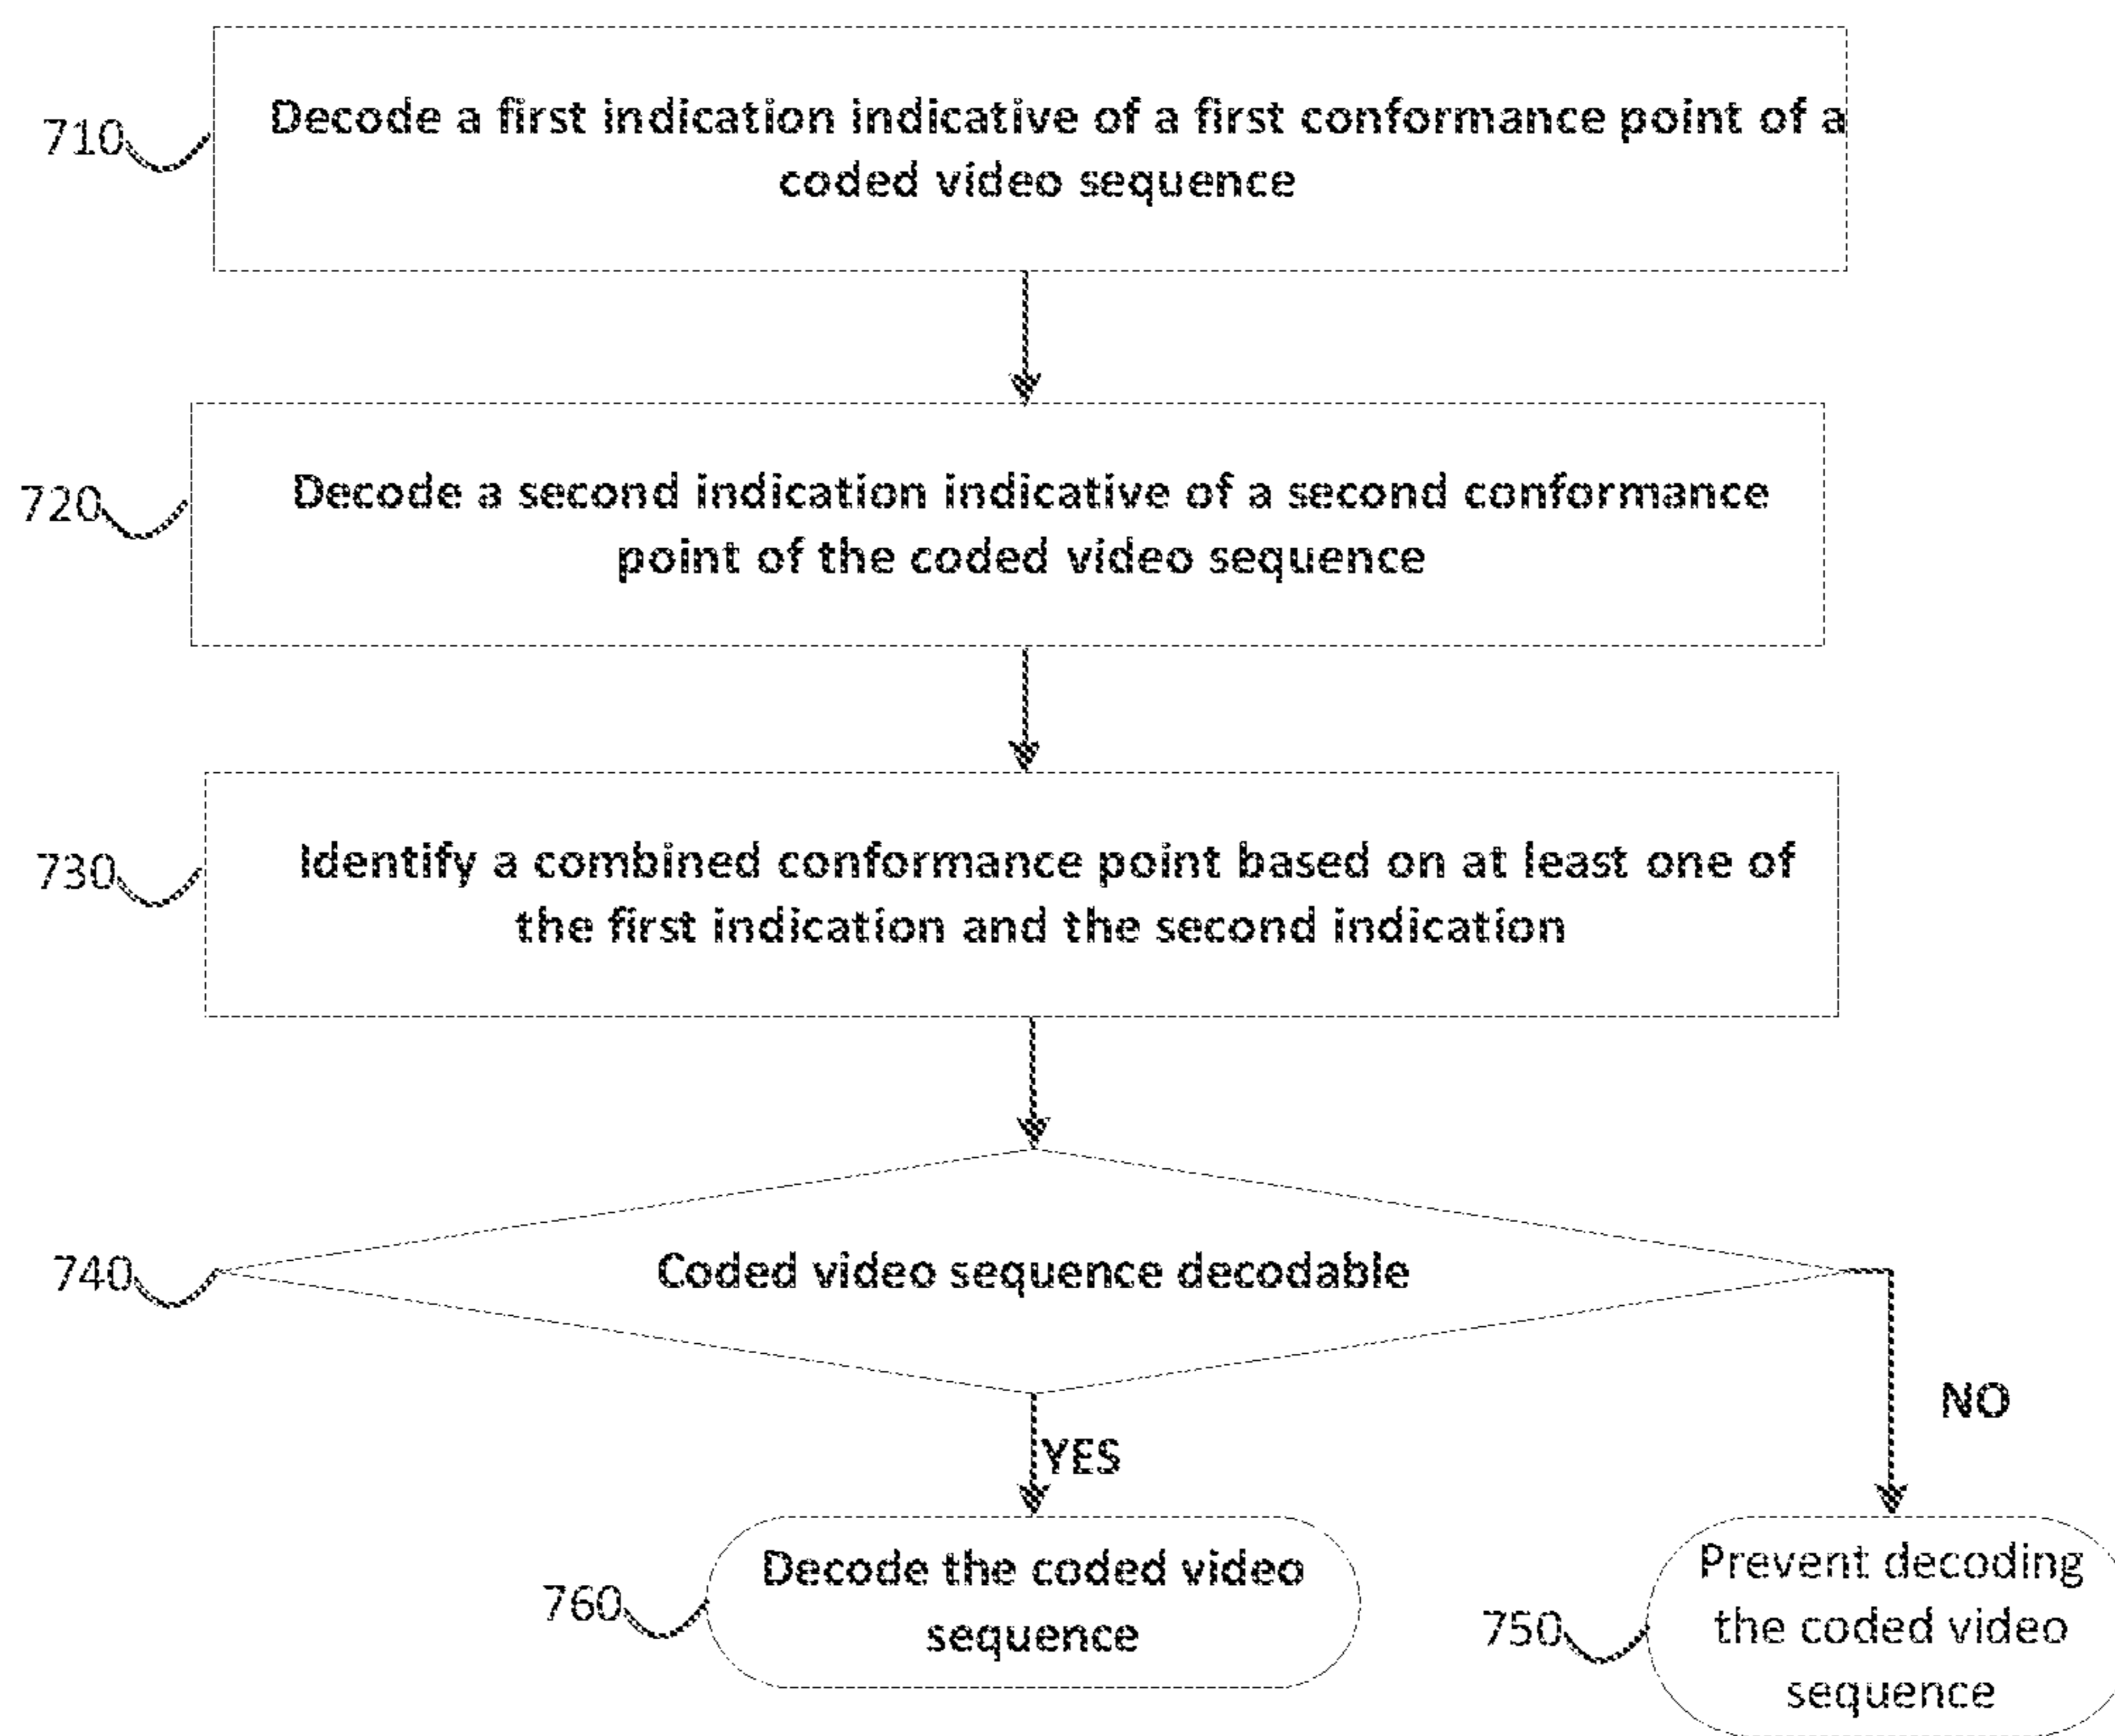 710
Decode a first indication indicative of a first conformance point of a
coded video sequence
720
Decode a second indication indicative of a second conformance
point of the coded video sequence
730
Identify a combined conformance point based on at least one of
the first indication and the second indication
740
Coded video sequence decodable
NO
YES
760
Decode the coded video
sequence
750
Prevent decoding
the coded video
sequence